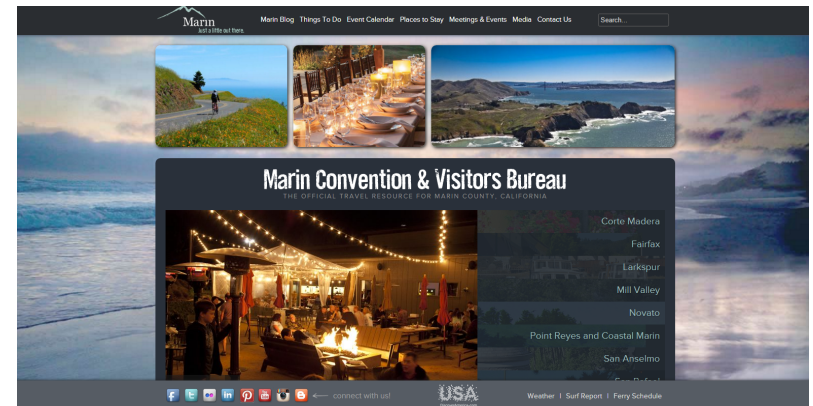 Marin
Just a little out there.
Marin Blog Things To Do Event Calendar Places to Stay Meetings & Events Media Contact Us
Search...
Marin Convention & Visitors Bureau
THE OFFICIAL TRAVEL RESOURCE FOR MARIN COUNTY, CALIFORNIA
Corte Madera
Fairfax
Larkspur
Mill Valley
Novato
Point Reyes and Coastal Marin
San Anselmo
San Rafael
connect with us!
USA
Weather | Surf Report | Ferry Schedule